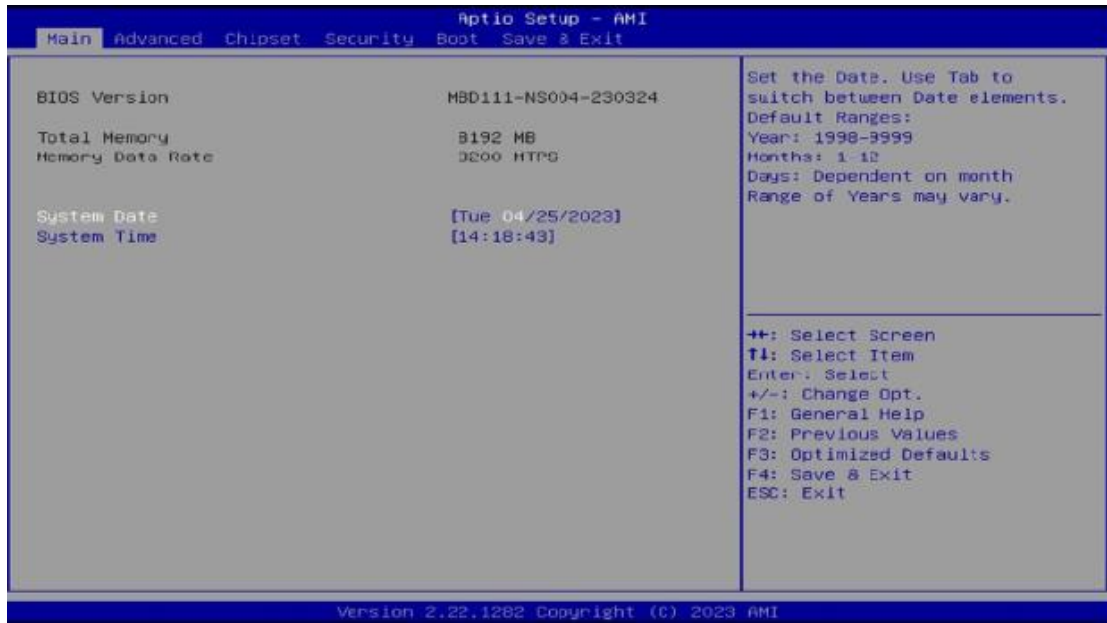 Aptio Setup - AMI
Main Advanced Chipset Security Boot Save & Exit
BIOS Version MBD111-NS004-230324
Total Memory 8192 MB
Memory Data Rate 3200 MTPS
System Date [Tue 04/25/2023]
System Time [14:18:43]
Set the Date. Use Tab to
switch between Date elements.
Default Ranges:
Year: 1998-9999
Months: 1-12
Days: Dependent on month
Range of Years may vary.
→←: Select Screen
↑↓: Select Item
Enter: Select
+/-: Change Opt.
F1: General Help
F2: Previous Values
F3: Optimized Defaults
F4: Save & Exit
ESC: Exit
Version 2.22.1282 Copyright (C) 2023 AMI